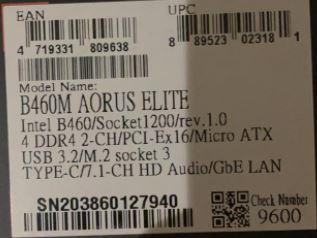 EAN UPC
4 719331 809638 8 89523 02318 1
Model Name:
B460M AORUS ELITE
Intel B460/Socket1200/rev.1.0
4 DDR4 2-CH/PCI-Ex16/Micro ATX
USB 3.2/M.2 socket 3
TYPE-C/7.1-CH HD Audio/GbE LAN
SN203860127940 Check Number
9600